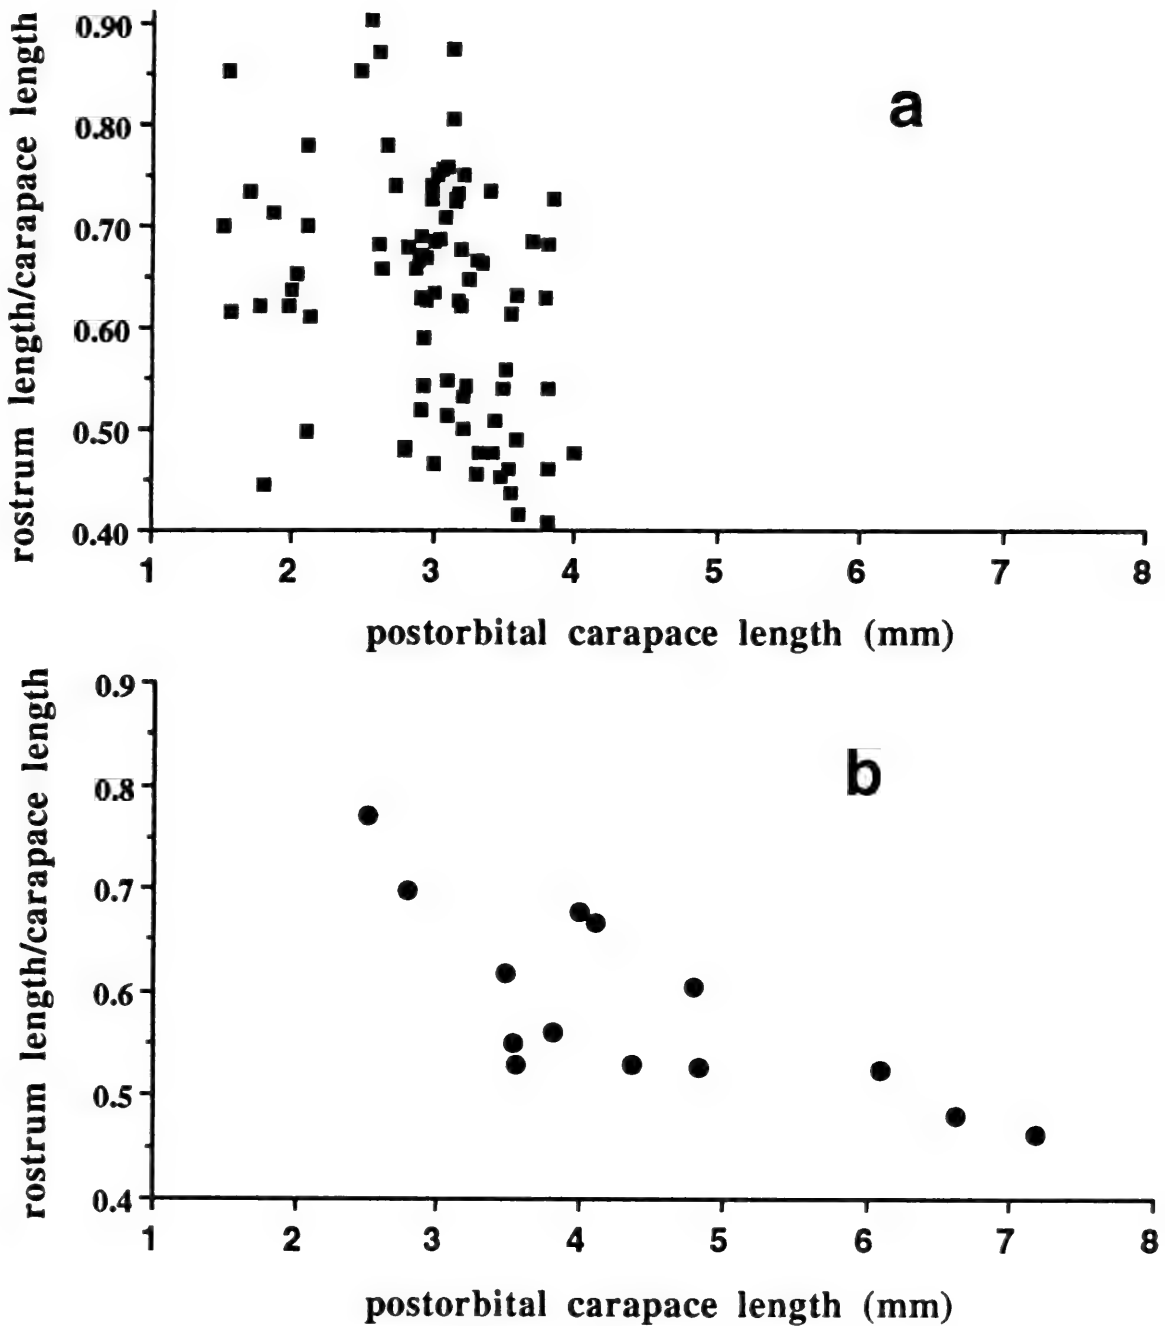 rostrum length/carapace length
0.90
0.80
0.70
0.60
0.50
0.40
a
1 2 3 4 5 6 7 8
postorbital carapace length (mm)
rostrum length/carapace length
0.9
0.8
0.7
0.6
0.5
0.4
b
1 2 3 4 5 6 7 8
postorbital carapace length (mm)